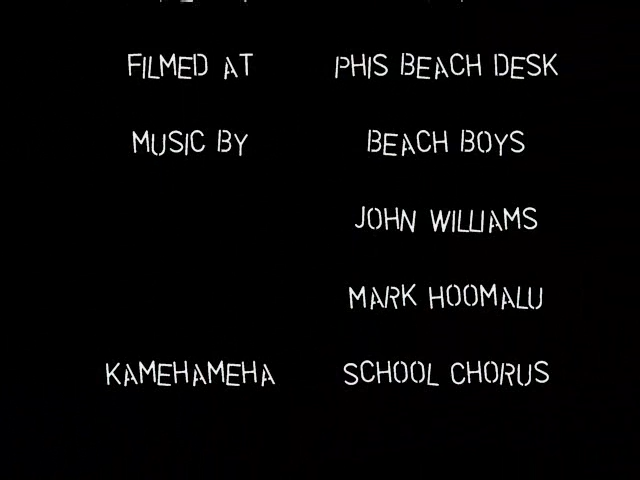 FILMED AT PHIS BEACH DESK
MUSIC BY BEACH BOYS
JOHN WILLIAMS
MARK HOOMALU
KAMEHAMEHA SCHOOL CHORUS